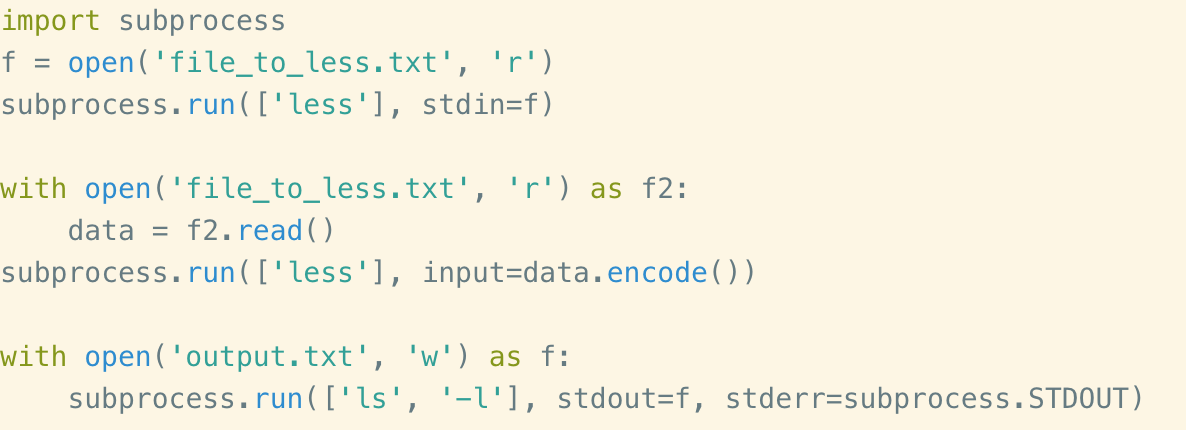 import subprocess
f = open('file_to_less.txt', 'r')
subprocess.run(['less'], stdin=f)

with open('file_to_less.txt', 'r') as f2:
    data = f2.read()
subprocess.run(['less'], input=data.encode())

with open('output.txt', 'w') as f:
    subprocess.run(['ls', '-l'], stdout=f, stderr=subprocess.STDOUT)